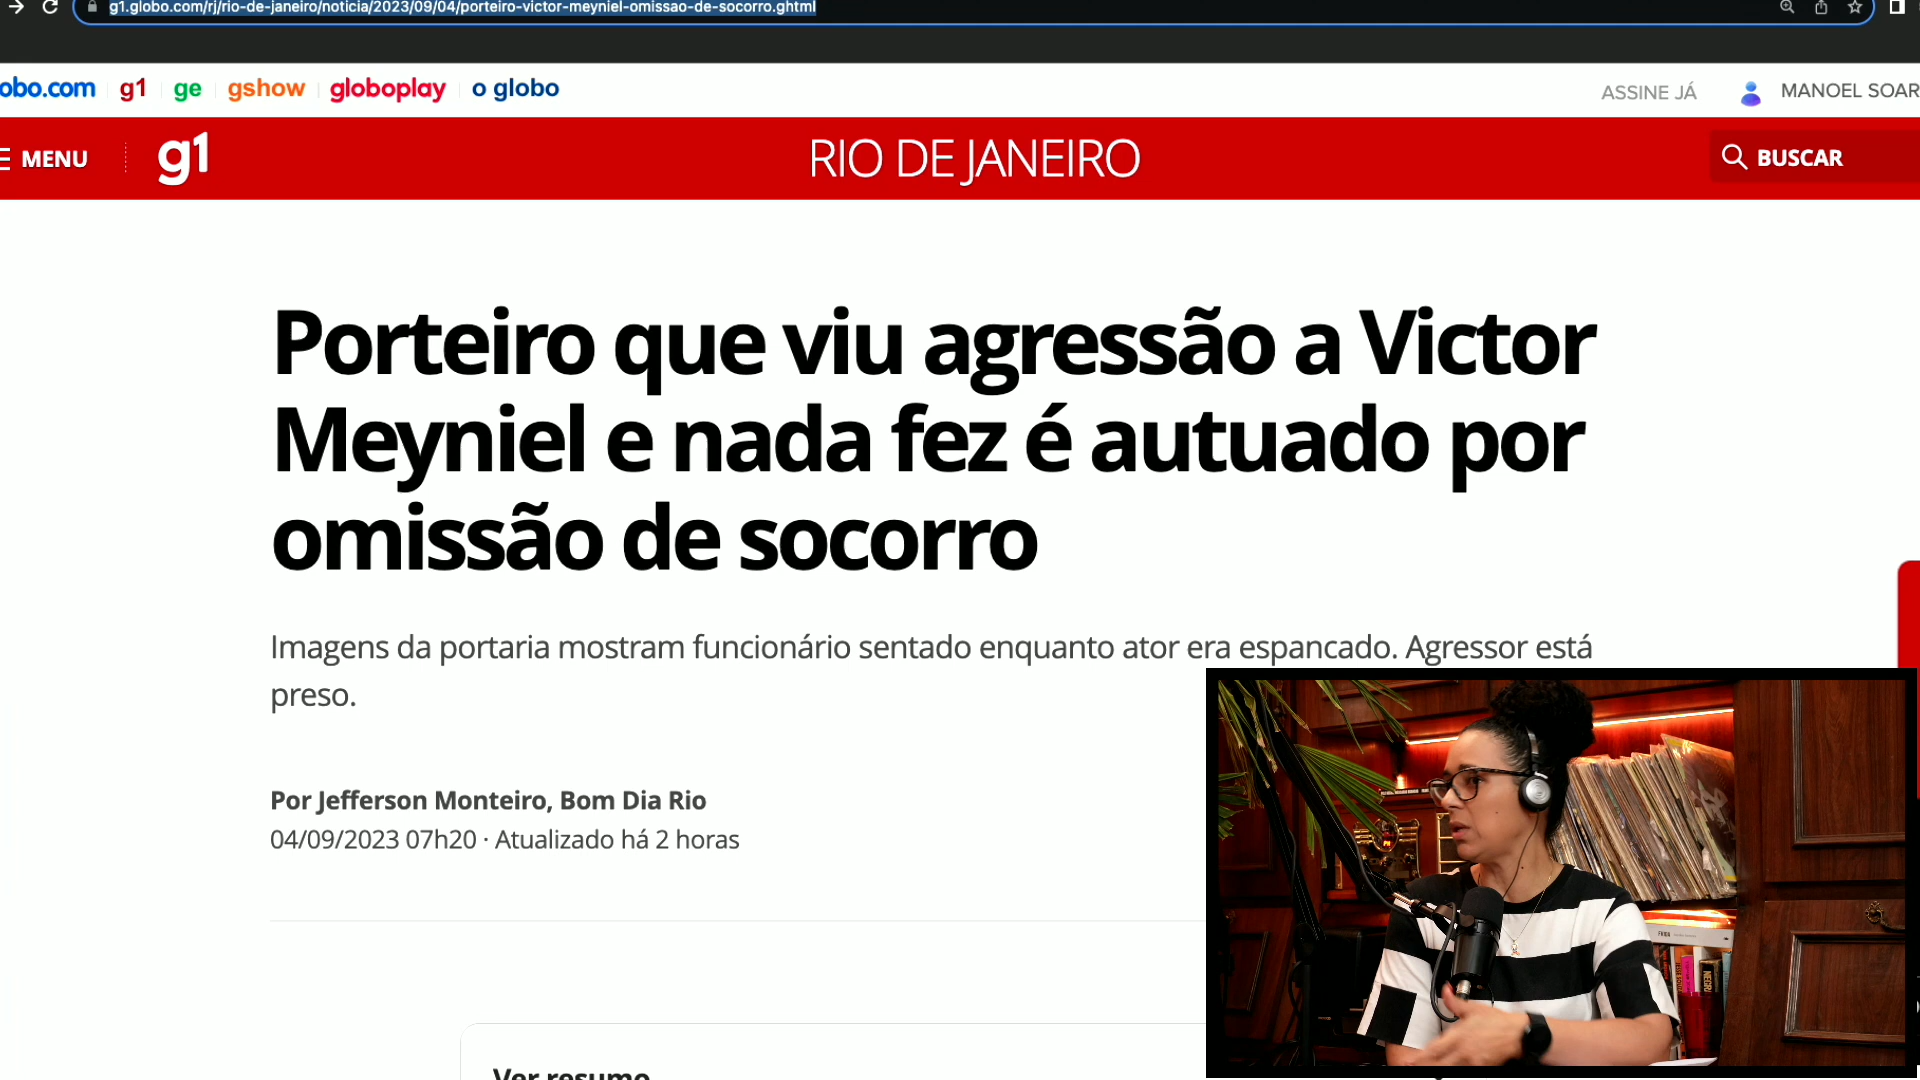 g1.globo.com/rj/rio-de-janeiro/noticia/2023/09/04/porteiro-victor-meyniel-omissao-de-socorro.ghtml
obo.com g1 ge gshow globoplay o globo
ASSINE JÁ MANOEL SOAR
MENU g1 RIO DE JANEIRO BUSCAR
Porteiro que viu agressão a Victor
Meyniel e nada fez é autuado por
omissão de socorro
Imagens da portaria mostram funcionário sentado enquanto ator era espancado. Agressor está
preso.
Por Jefferson Monteiro, Bom Dia Rio
04/09/2023 07h20 · Atualizado há 2 horas
Ver resumo